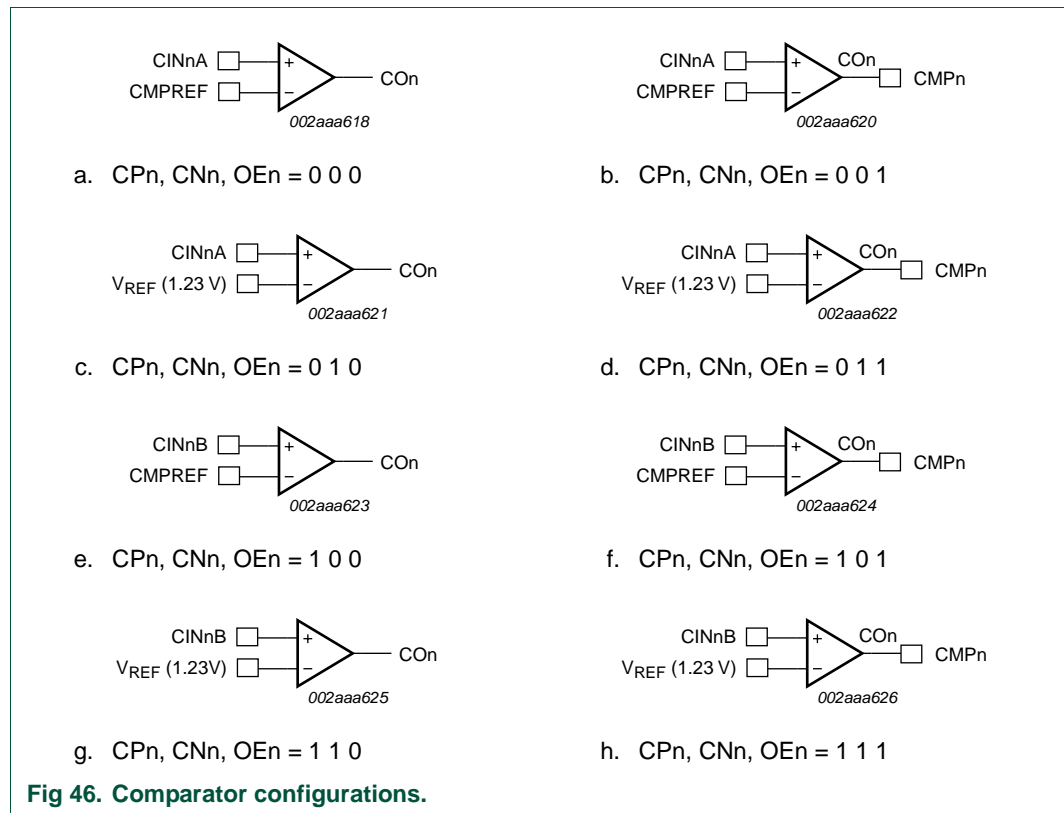 CINnA
+
COn
CMPREF
−
002aaa618
a. CPn, CNn, OEn = 0 0 0
CINnA
+
COn
CMPn
CMPREF
−
002aaa620
b. CPn, CNn, OEn = 0 0 1
CINnA
+
COn
VREF (1.23 V)
−
002aaa621
c. CPn, CNn, OEn = 0 1 0
CINnA
+
COn
CMPn
VREF (1.23 V)
−
002aaa622
d. CPn, CNn, OEn = 0 1 1
CINnB
+
COn
CMPREF
−
002aaa623
e. CPn, CNn, OEn = 1 0 0
CINnB
+
COn
CMPn
CMPREF
−
002aaa624
f. CPn, CNn, OEn = 1 0 1
CINnB
+
COn
VREF (1.23V)
−
002aaa625
g. CPn, CNn, OEn = 1 1 0
CINnB
+
COn
CMPn
VREF (1.23 V)
−
002aaa626
h. CPn, CNn, OEn = 1 1 1
Fig 46. Comparator configurations.